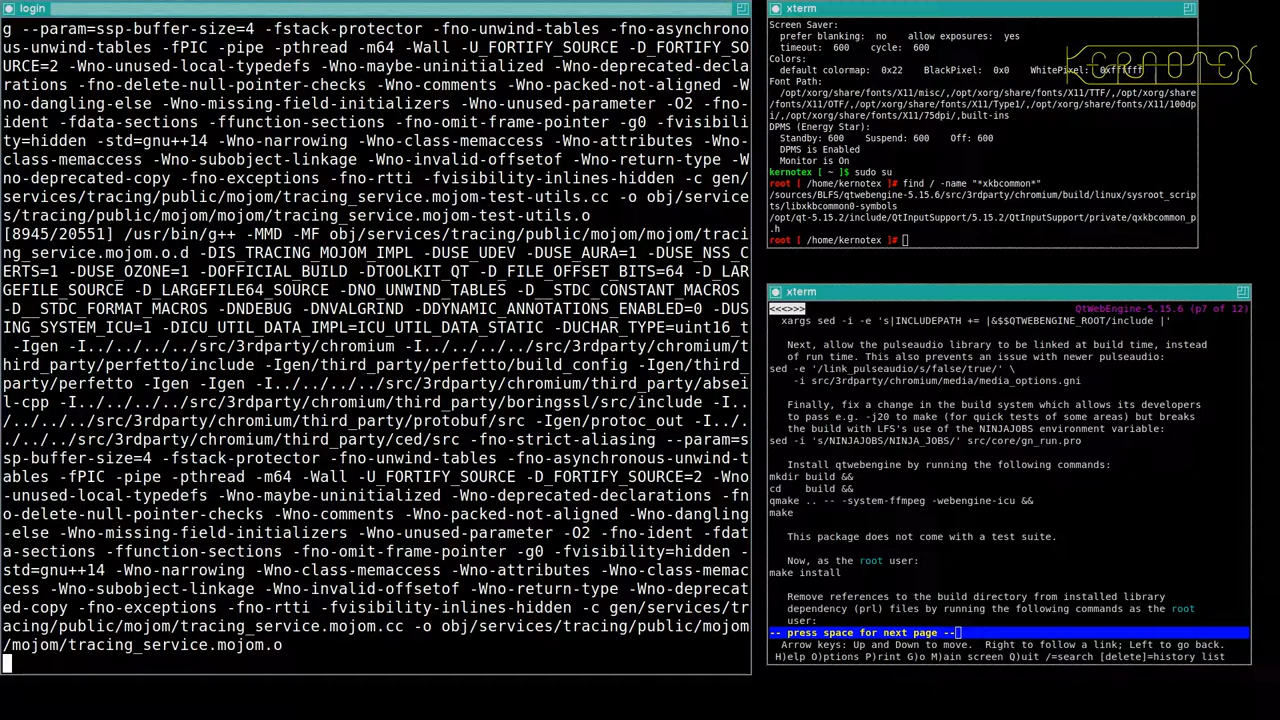 login
g --param=ssp-buffer-size=4 -fstack-protector -fno-unwind-tables -fno-asynchrono
us-unwind-tables -fPIC -pipe -pthread -m64 -Wall -U_FORTIFY_SOURCE -D_FORTIFY_SO
URCE=2 -Wno-unused-local-typedefs -Wno-maybe-uninitialized -Wno-deprecated-decla
rations -fno-delete-null-pointer-checks -Wno-comments -Wno-packed-not-aligned -W
no-dangling-else -Wno-missing-field-initializers -Wno-unused-parameter -O2 -fno-
ident -fdata-sections -ffunction-sections -fno-omit-frame-pointer -g0 -fvisibili
ty=hidden -std=gnu++14 -Wno-narrowing -Wno-class-memaccess -Wno-attributes -Wno-
class-memaccess -Wno-subobject-linkage -Wno-invalid-offsetof -Wno-return-type -W
no-deprecated-copy -fno-exceptions -fno-rtti -fvisibility-inlines-hidden -c gen/
services/tracing/public/mojom/tracing_service.mojom-test-utils.cc -o obj/service
s/tracing/public/mojom/mojom/tracing_service.mojom-test-utils.o
[8945/20551] /usr/bin/g++ -MMD -MF obj/services/tracing/public/mojom/mojom/traci
ng_service.mojom.o.d -DIS_TRACING_MOJOM_IMPL -DUSE_UDEV -DUSE_AURA=1 -DUSE_NSS_C
ERTS=1 -DUSE_OZONE=1 -DOFFICIAL_BUILD -DTOOLKIT_QT -D_FILE_OFFSET_BITS=64 -D_LAR
GEFILE_SOURCE -D_LARGEFILE64_SOURCE -DNO_UNWIND_TABLES -D__STDC_CONSTANT_MACROS 
-D__STDC_FORMAT_MACROS -DNDEBUG -DNVALGRIND -DDYNAMIC_ANNOTATIONS_ENABLED=0 -DUS
ING_SYSTEM_ICU=1 -DICU_UTIL_DATA_IMPL=ICU_UTIL_DATA_STATIC -DUCHAR_TYPE=uint16_t
 -Igen -I../../../../src/3rdparty/chromium -I../../../../src/3rdparty/chromium/t
hird_party/perfetto/include -Igen/third_party/perfetto/build_config -Igen/third_
party/perfetto -Igen -Igen -I../../../../src/3rdparty/chromium/third_party/absei
l-cpp -I../../../../src/3rdparty/chromium/third_party/boringssl/src/include -I..
/../../../src/3rdparty/chromium/third_party/protobuf/src -Igen/protoc_out -I../.
./../../src/3rdparty/chromium/third_party/ced/src -fno-strict-aliasing --param=s
sp-buffer-size=4 -fstack-protector -fno-unwind-tables -fno-asynchronous-unwind-t
ables -fPIC -pipe -pthread -m64 -Wall -U_FORTIFY_SOURCE -D_FORTIFY_SOURCE=2 -Wno
-unused-local-typedefs -Wno-maybe-uninitialized -Wno-deprecated-declarations -fn
o-delete-null-pointer-checks -Wno-comments -Wno-packed-not-aligned -Wno-dangling
-else -Wno-missing-field-initializers -Wno-unused-parameter -O2 -fno-ident -fdat
a-sections -ffunction-sections -fno-omit-frame-pointer -g0 -fvisibility=hidden -
std=gnu++14 -Wno-narrowing -Wno-class-memaccess -Wno-attributes -Wno-class-memac
cess -Wno-subobject-linkage -Wno-invalid-offsetof -Wno-return-type -Wno-deprecat
ed-copy -fno-exceptions -fno-rtti -fvisibility-inlines-hidden -c gen/services/tr
acing/public/mojom/tracing_service.mojom.cc -o obj/services/tracing/public/mojom
/mojom/tracing_service.mojom.o
xterm
Screen Saver:
prefer blanking:  no    allow exposures:  yes
timeout:  600    cycle:  600
Colors:
default colormap:  0x22    BlackPixel:  0x0    WhitePixel:  0xffffff
KERNOTEX
Font Path:
/opt/xorg/share/fonts/X11/misc/,/opt/xorg/share/fonts/X11/TTF/,/opt/xorg/share
/fonts/X11/OTF/,/opt/xorg/share/fonts/X11/Type1/,/opt/xorg/share/fonts/X11/100dp
i/,/opt/xorg/share/fonts/X11/75dpi/,built-ins
DPMS (Energy Star):
Standby: 600    Suspend: 600    Off: 600
DPMS is Enabled
Monitor is On
kernotex [ ~ ]$ sudo su
root [ /home/kernotex ]# find / -name "*xkbcommon*"
/sources/BLFS/qtwebengine-5.15.6/src/3rdparty/chromium/build/linux/sysroot_scrip
ts/libxkbcommon0-symbols
/opt/qt-5.15.2/include/QtInputSupport/5.15.2/QtInputSupport/private/qxkbcommon_p
.h
root [ /home/kernotex ]#
xterm
<<<>>> QtWebEngine-5.15.6 (p7 of 12)
xargs sed -i -e 's|INCLUDEPATH += |&$$QTWEBENGINE_ROOT/include |'
Next, allow the pulseaudio library to be linked at build time, instead
of run time. This also prevents an issue with newer pulseaudio:
sed -e '/link_pulseaudio/s/false/true/' \
-i src/3rdparty/chromium/media/media_options.gni
Finally, fix a change in the build system which allows its developers
to pass e.g. -j20 to make (for quick tests of some areas) but breaks
the build with LFS's use of the NINJAJOBS environment variable:
sed -i 's/NINJAJOBS/NINJA_JOBS/' src/core/gn_run.pro
Install qtwebengine by running the following commands:
mkdir build &&
cd    build &&
qmake .. -- -system-ffmpeg -webengine-icu &&
make
This package does not come with a test suite.
Now, as the root user:
make install
Remove references to the build directory from installed library
dependency (prl) files by running the following commands as the root
user:
-- press space for next page --
Arrow keys: Up and Down to move.  Right to follow a link; Left to go back.
H)elp O)ptions P)rint G)o M)ain screen Q)uit /=search [delete]=history list